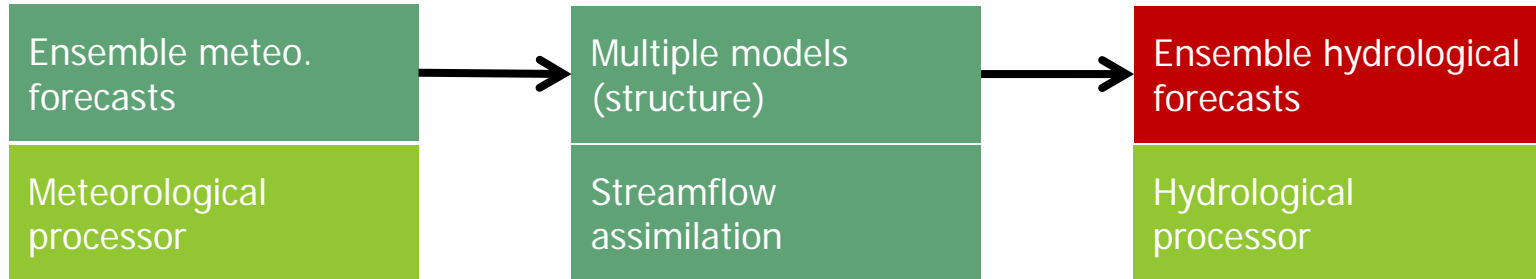 Ensemble meteo.
forecasts
Multiple models
(structure)
Ensemble hydrological
forecasts
Meteorological
processor
Streamflow
assimilation
Hydrological
processor